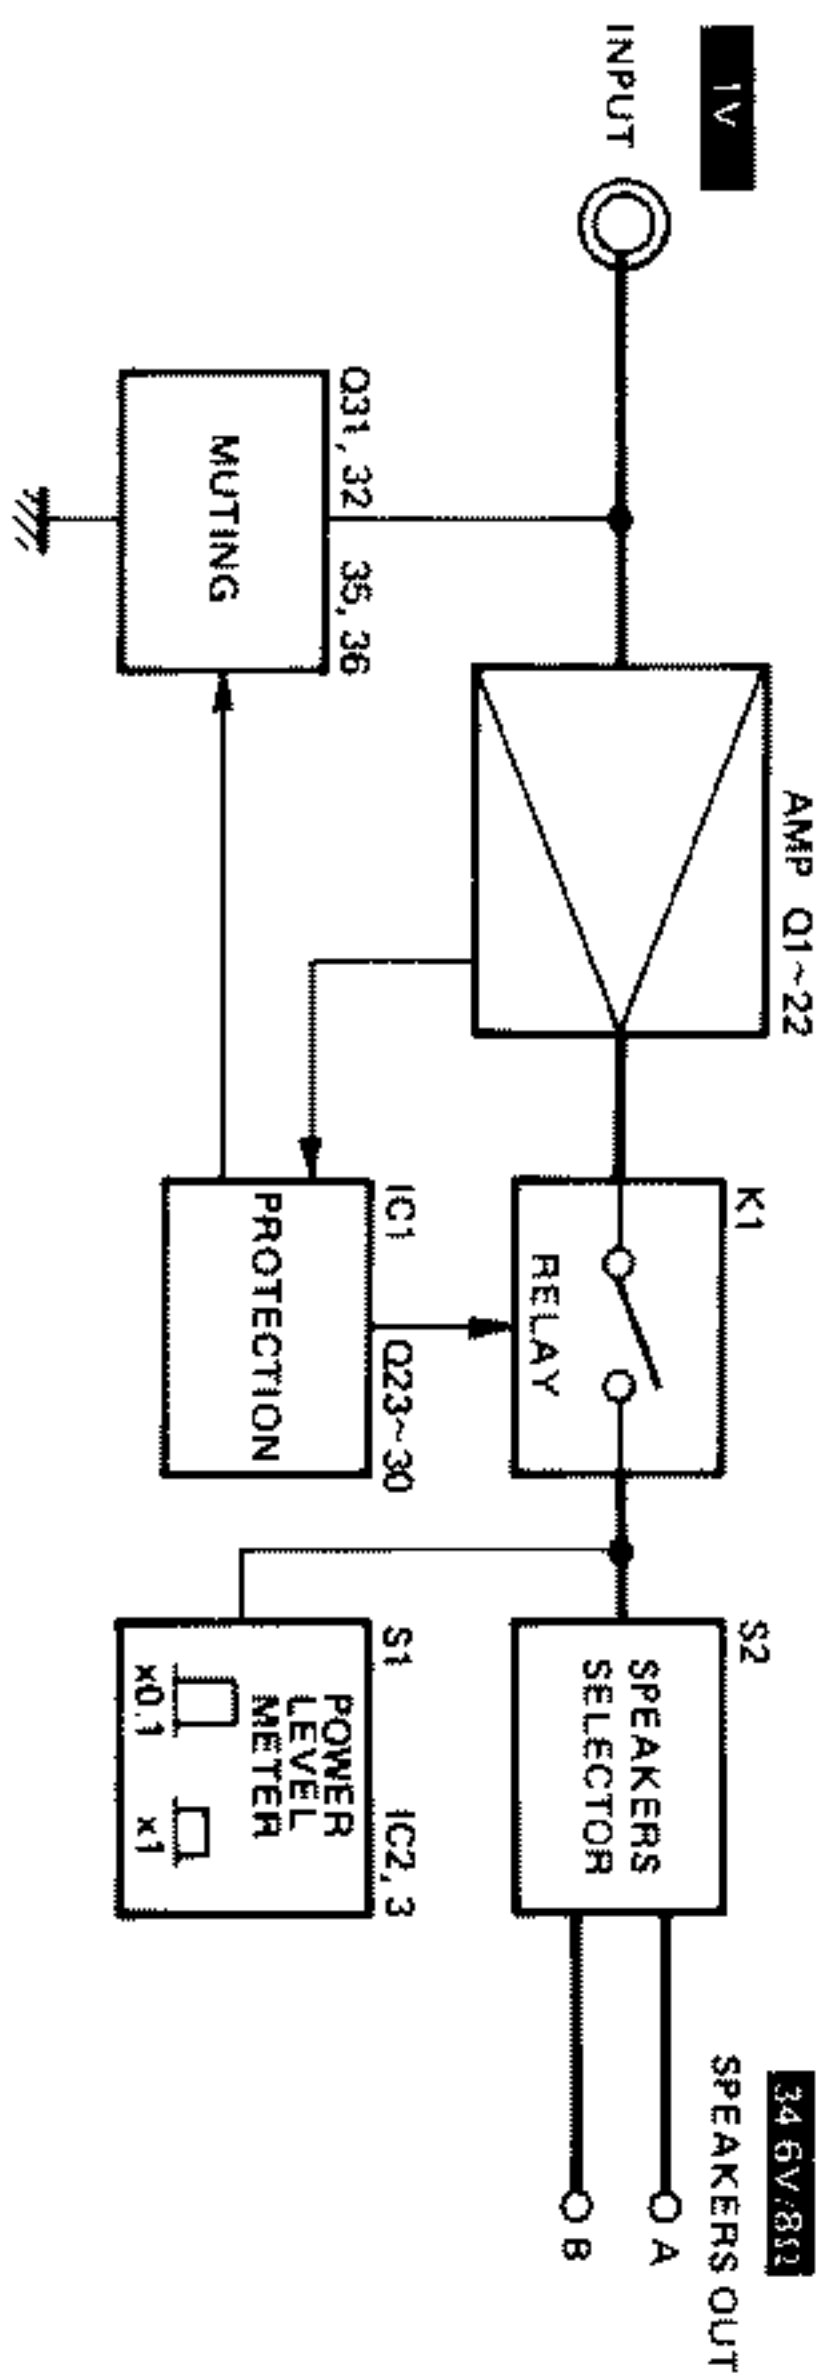 1V
INPUT
AMP Q1~22
K1
RELAY
S2
SPEAKERS
SELECTOR
34 6V/8Ω
SPEAKERS OUT
A
B
Q31, 32 35, 36
MUTING
IC1 Q23~30
PROTECTION
S1 IC2, 3
POWER
LEVEL
METER
x0.1 x1